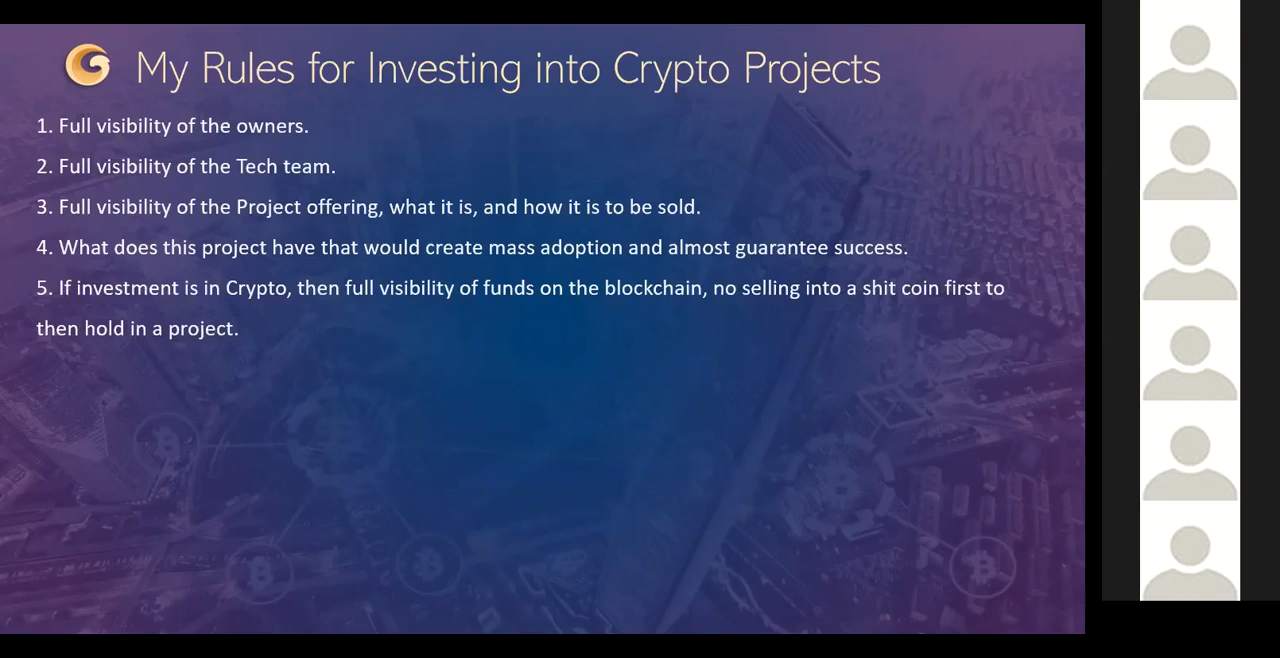 My Rules for Investing into Crypto Projects
1. Full visibility of the owners.
2. Full visibility of the Tech team.
3. Full visibility of the Project offering, what it is, and how it is to be sold.
4. What does this project have that would create mass adoption and almost guarantee success.
5. If investment is in Crypto, then full visibility of funds on the blockchain, no selling into a shit coin first to
then hold in a project.